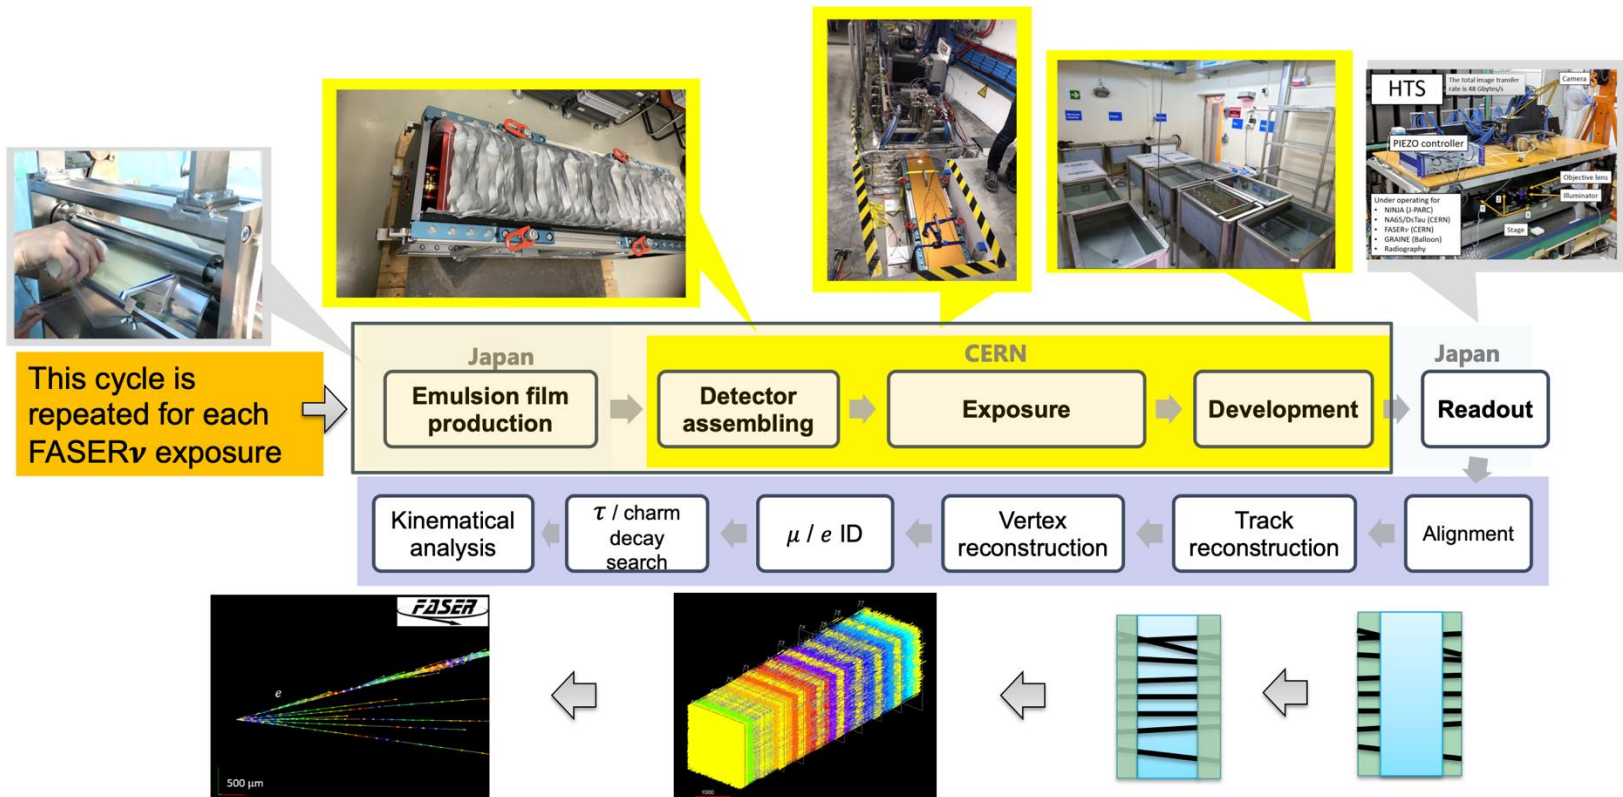 HTS
The total image transfer
rate is 48 Gbytes/s
Camera
PIEZO controller
Objective lens
Illuminator
Under operating for
• NINJA (J-PARC)
• NA65/DsTau (CERN)
• FASERν (CERN)
• GRAINE (Balloon)
• Radiography
Stage
This cycle is
repeated for each
FASERν exposure
Japan
CERN
Japan
Emulsion film
production
Detector
assembling
Exposure
Development
Readout
Kinematical
analysis
τ / charm
decay
search
μ / e ID
Vertex
reconstruction
Track
reconstruction
Alignment
FASER
e
500 μm
1000